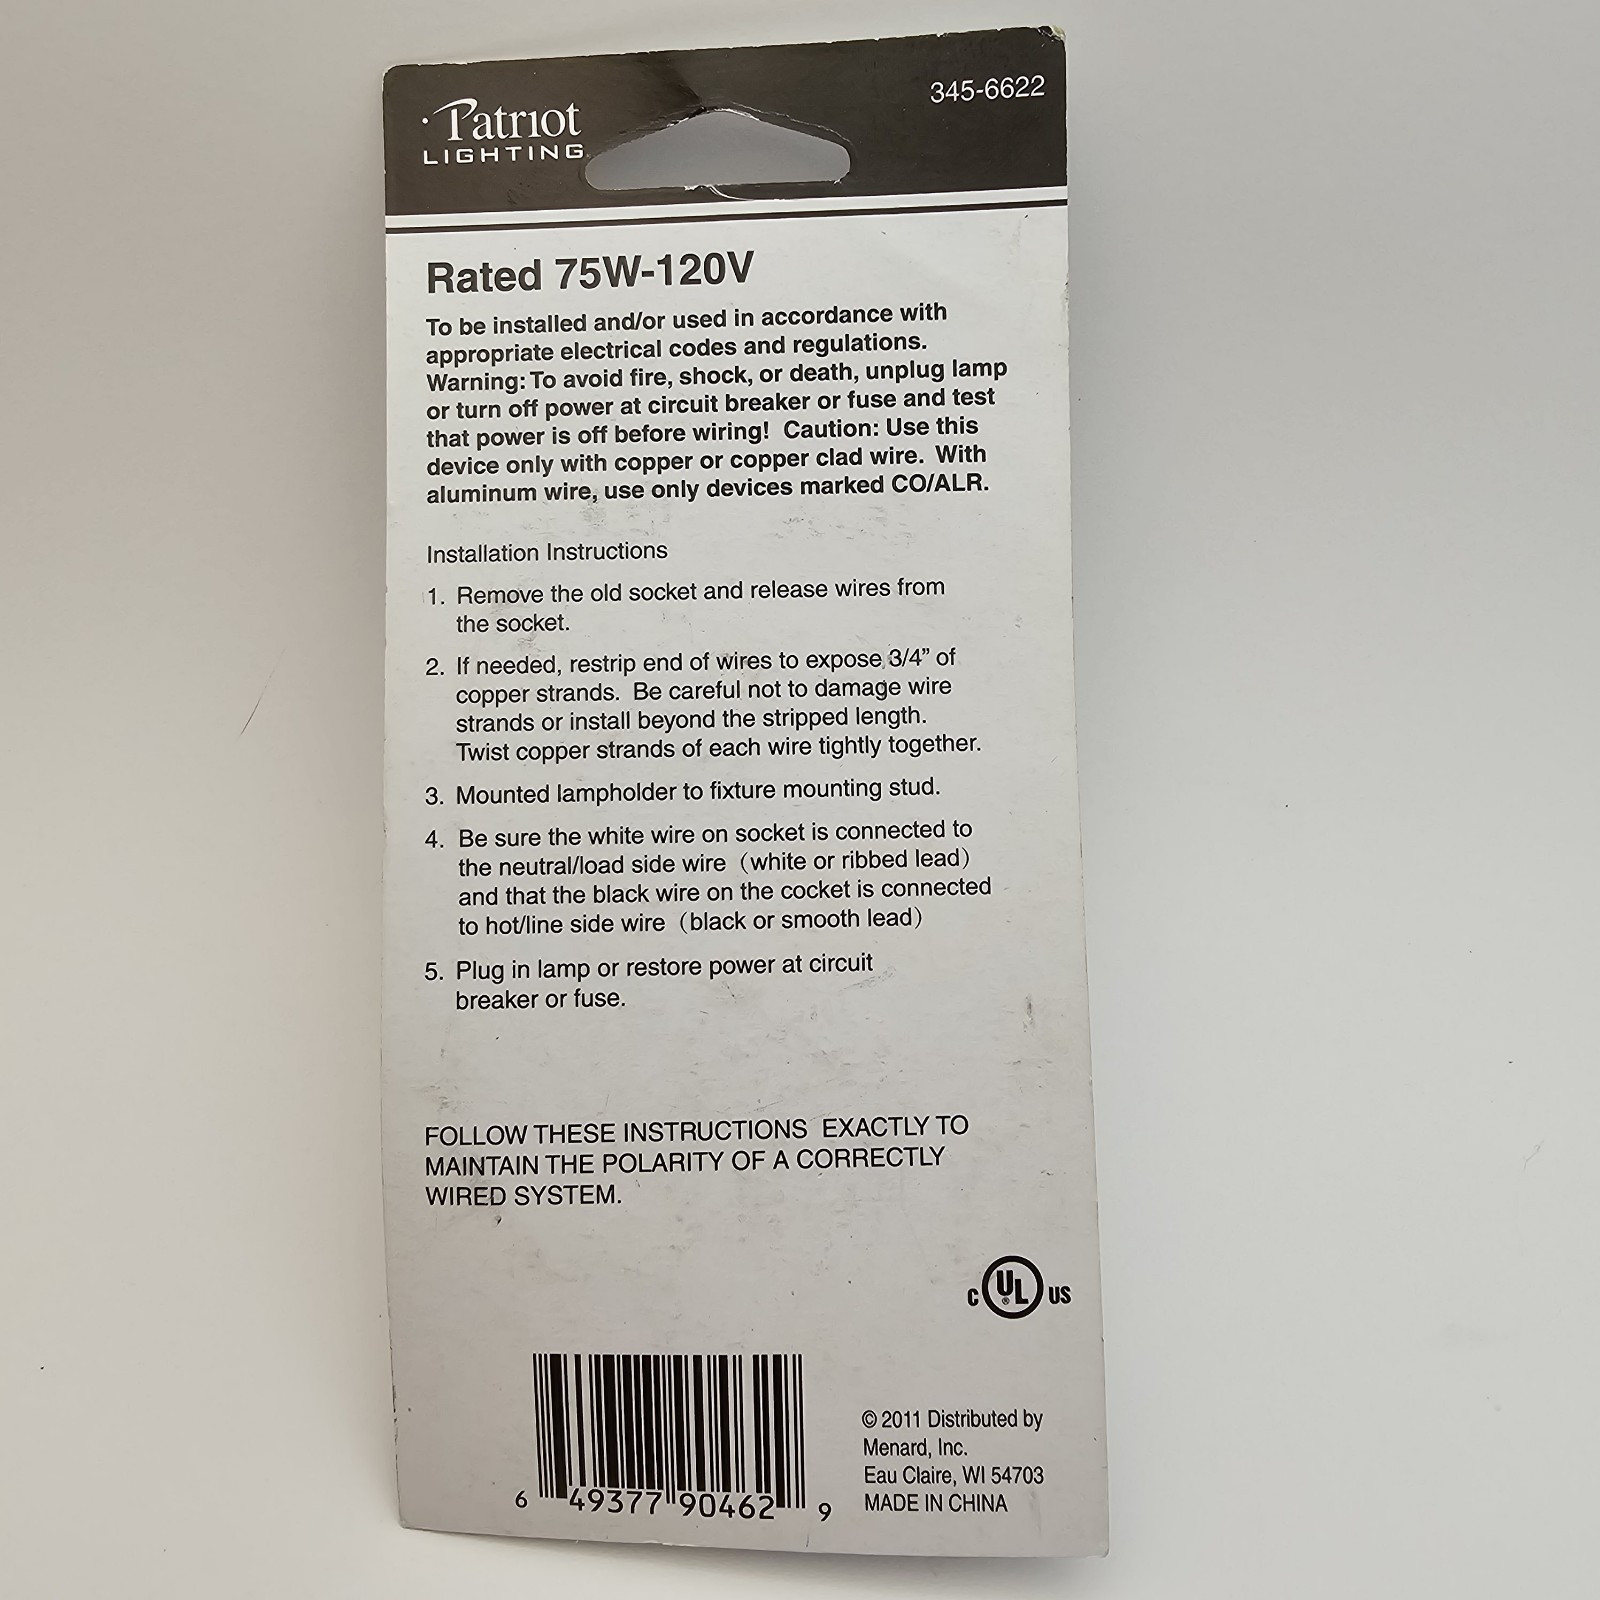 Patriot
LIGHTING
345-6622
Rated 75W-120V
To be installed and/or used in accordance with
appropriate electrical codes and regulations.
Warning: To avoid fire, shock, or death, unplug lamp
or turn off power at circuit breaker or fuse and test
that power is off before wiring!  Caution: Use this
device only with copper or copper clad wire.  With
aluminum wire, use only devices marked CO/ALR.
Installation Instructions
1. Remove the old socket and release wires from
the socket.
2. If needed, restrip end of wires to expose 3/4” of
copper strands.  Be careful not to damage wire
strands or install beyond the stripped length.
Twist copper strands of each wire tightly together.
3. Mounted lampholder to fixture mounting stud.
4. Be sure the white wire on socket is connected to
the neutral/load side wire (white or ribbed lead)
and that the black wire on the cocket is connected
to hot/line side wire (black or smooth lead)
5. Plug in lamp or restore power at circuit
breaker or fuse.
FOLLOW THESE INSTRUCTIONS  EXACTLY TO
MAINTAIN THE POLARITY OF A CORRECTLY
WIRED SYSTEM.
C UL® US
6 49377 90462 9
© 2011 Distributed by
Menard, Inc.
Eau Claire, WI 54703
MADE IN CHINA